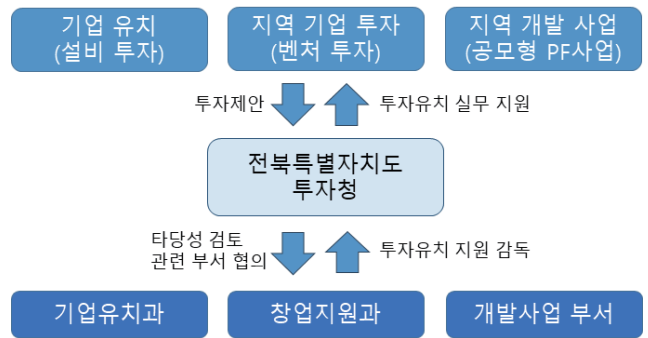 기업 유치
(설비 투자)
지역 기업 투자
(벤처 투자)
지역 개발 사업
(공모형 PF사업)
투자제안
투자유치 실무 지원
전북특별자치도
투자청
타당성 검토
관련 부서 협의
투자유치 지원 감독
기업유치과
창업지원과
개발사업 부서